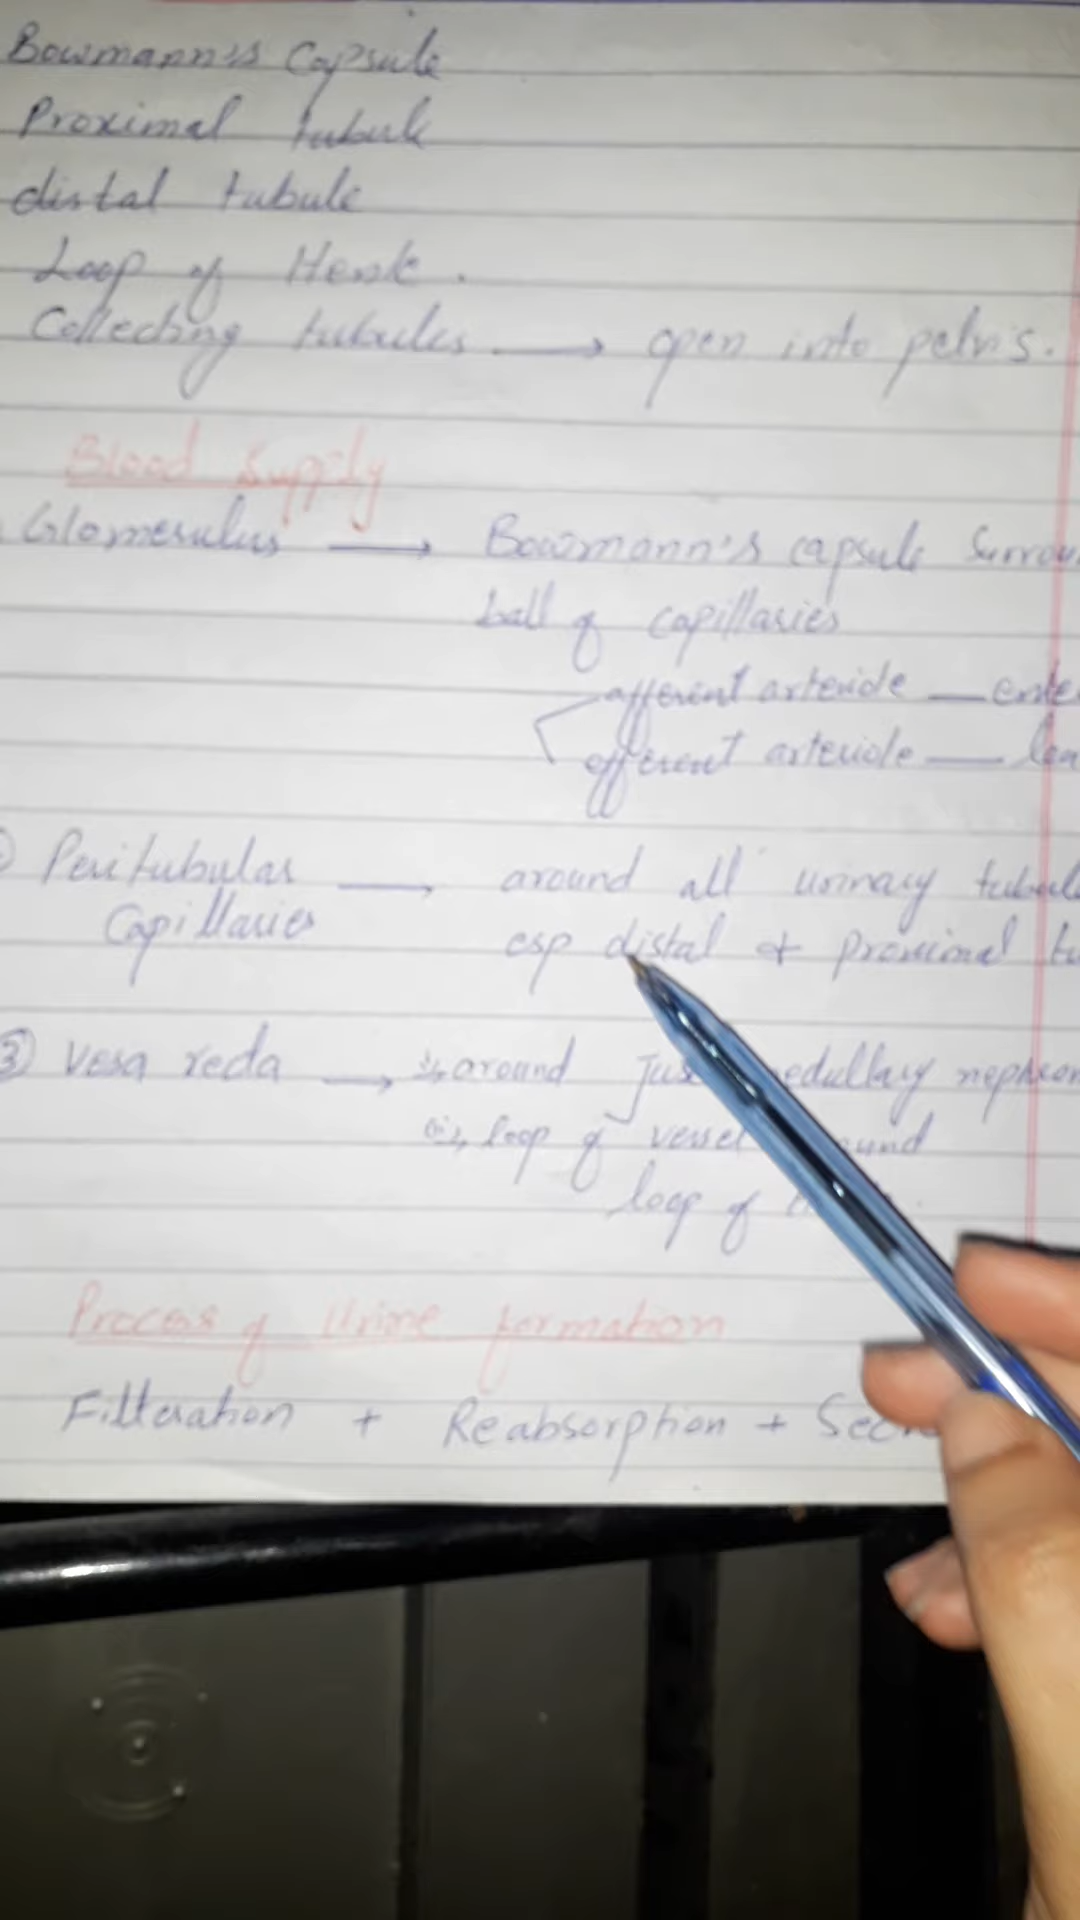 Bowmann's Capsule
Proximal tubule
distal tubule
Loop of Henle.
Collecting tubules → open into pelvis.
Blood Supply
Glomerulus → Bowmann's capsule
ball of capillaries
afferent arteriole —
efferent arteriole —
Peritubular → around all urinary
Capillaries esp distal + proximal
③ Vasa recta → i, around medullary
ii, loop of vessel
loop of
Process of Urine formation
Filteration + Reabsorption +